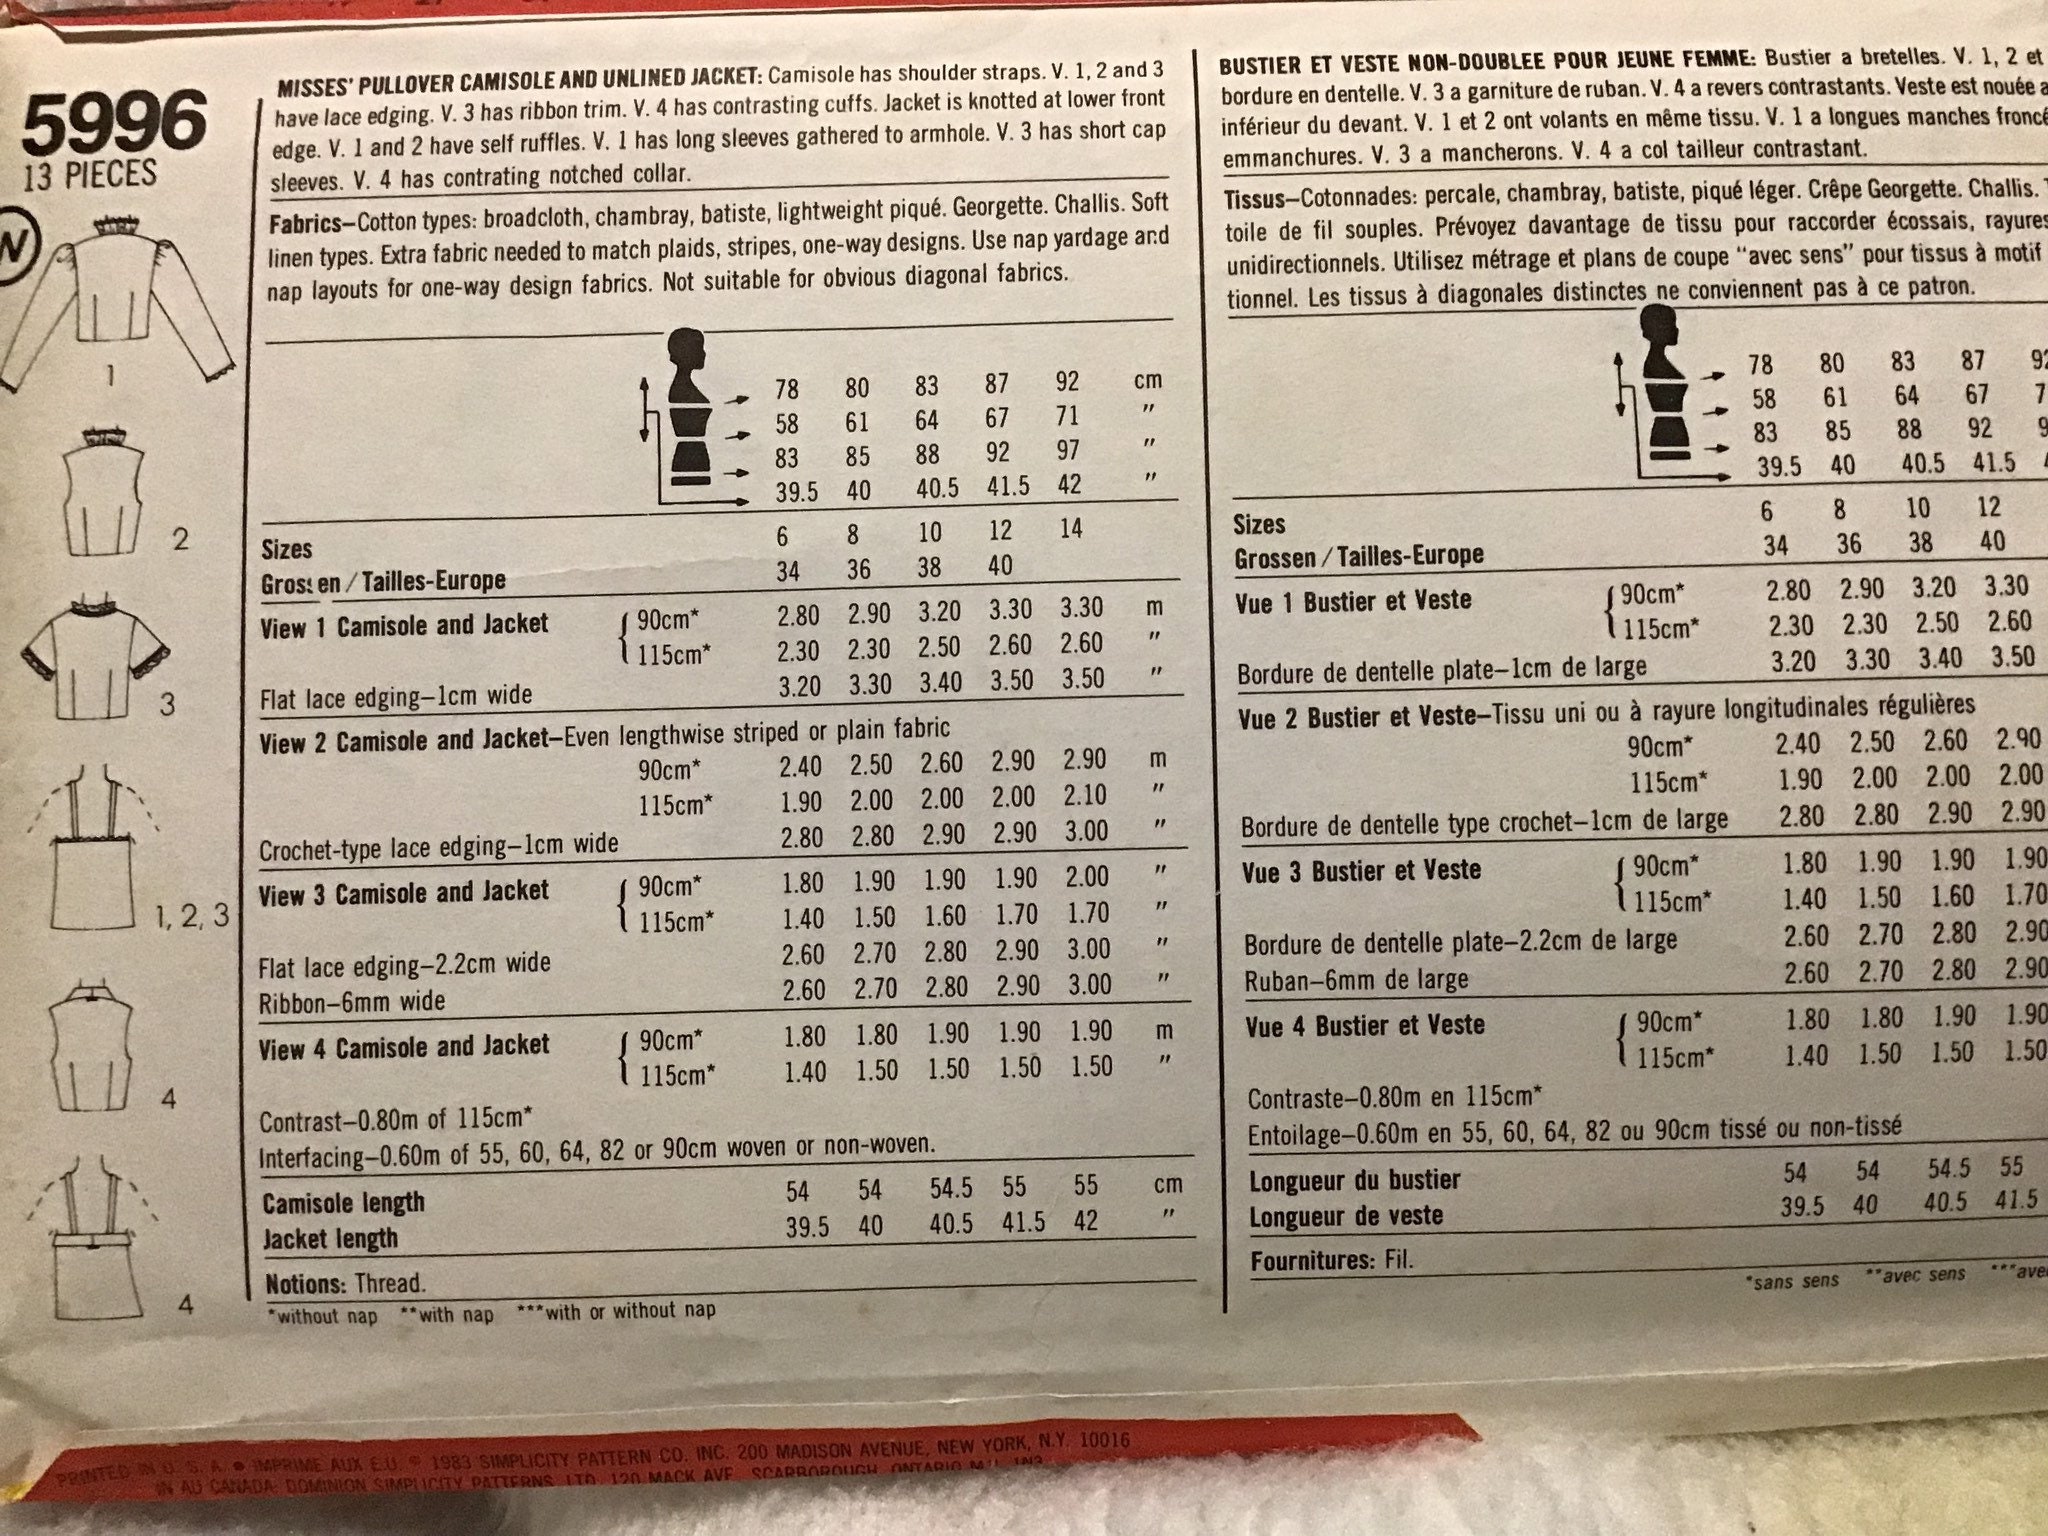 5996
13 PIECES
N
1
2
3
1, 2, 3
4
4
MISSES' PULLOVER CAMISOLE AND UNLINED JACKET: Camisole has shoulder straps. V. 1, 2 and 3
have lace edging. V. 3 has ribbon trim. V. 4 has contrasting cuffs. Jacket is knotted at lower front
edge. V. 1 and 2 have self ruffles. V. 1 has long sleeves gathered to armhole. V. 3 has short cap
sleeves. V. 4 has contrating notched collar.
Fabrics–Cotton types: broadcloth, chambray, batiste, lightweight piqué. Georgette. Challis. Soft
linen types. Extra fabric needed to match plaids, stripes, one-way designs. Use nap yardage and
nap layouts for one-way design fabrics. Not suitable for obvious diagonal fabrics.
78 80 83 87 92 cm
58 61 64 67 71 "
83 85 88 92 97 "
39.5 40 40.5 41.5 42 "
Sizes 6 8 10 12 14
Grossen / Tailles-Europe 34 36 38 40
View 1 Camisole and Jacket { 90cm* 2.80 2.90 3.20 3.30 3.30 m
115cm* 2.30 2.30 2.50 2.60 2.60 "
Flat lace edging–1cm wide 3.20 3.30 3.40 3.50 3.50 "
View 2 Camisole and Jacket–Even lengthwise striped or plain fabric
90cm* 2.40 2.50 2.60 2.90 2.90 m
115cm* 1.90 2.00 2.00 2.00 2.10 "
Crochet-type lace edging–1cm wide 2.80 2.80 2.90 2.90 3.00 "
View 3 Camisole and Jacket { 90cm* 1.80 1.90 1.90 1.90 2.00 "
115cm* 1.40 1.50 1.60 1.70 1.70 "
Flat lace edging–2.2cm wide 2.60 2.70 2.80 2.90 3.00 "
Ribbon–6mm wide 2.60 2.70 2.80 2.90 3.00 "
View 4 Camisole and Jacket { 90cm* 1.80 1.80 1.90 1.90 1.90 m
115cm* 1.40 1.50 1.50 1.50 1.50 "
Contrast–0.80m of 115cm*
Interfacing–0.60m of 55, 60, 64, 82 or 90cm woven or non-woven.
Camisole length 54 54 54.5 55 55 cm
Jacket length 39.5 40 40.5 41.5 42 "
Notions: Thread.
*without nap **with nap ***with or without nap
BUSTIER ET VESTE NON-DOUBLEE POUR JEUNE FEMME: Bustier a bretelles. V. 1, 2 et
bordure en dentelle. V. 3 a garniture de ruban. V. 4 a revers contrastants. Veste est nouée
inférieur du devant. V. 1 et 2 ont volants en même tissu. V. 1 a longues manches
emmanchures. V. 3 a mancherons. V. 4 a col tailleur contrastant.
Tissus–Cotonnades: percale, chambray, batiste, piqué léger. Crêpe Georgette. Challis.
toile de fil souples. Prévoyez davantage de tissu pour raccorder écossais, rayures
unidirectionnels. Utilisez métrage et plans de coupe "avec sens" pour tissus à motif
tionnel. Les tissus à diagonales distinctes ne conviennent pas à ce patron.
78 80 83 87 92
58 61 64 67 7
83 85 88 92 9
39.5 40 40.5 41.5
Sizes 6 8 10 12
Grossen / Tailles-Europe 34 36 38 40
Vue 1 Bustier et Veste { 90cm* 2.80 2.90 3.20 3.30
115cm* 2.30 2.30 2.50 2.60
Bordure de dentelle plate–1cm de large 3.20 3.30 3.40 3.50
Vue 2 Bustier et Veste–Tissu uni ou à rayure longitudinales régulières
90cm* 2.40 2.50 2.60 2.90
115cm* 1.90 2.00 2.00 2.00
Bordure de dentelle type crochet–1cm de large 2.80 2.80 2.90 2.90
Vue 3 Bustier et Veste { 90cm* 1.80 1.90 1.90 1.90
115cm* 1.40 1.50 1.60 1.70
Bordure de dentelle plate–2.2cm de large 2.60 2.70 2.80 2.90
Ruban–6mm de large 2.60 2.70 2.80 2.90
Vue 4 Bustier et Veste { 90cm* 1.80 1.80 1.90 1.90
115cm* 1.40 1.50 1.50 1.50
Contraste–0.80m en 115cm*
Entoilage–0.60m en 55, 60, 64, 82 ou 90cm tissé ou non-tissé
Longueur du bustier 54 54 54.5 55
Longueur de veste 39.5 40 40.5 41.5
Fournitures: Fil.
*sans sens **avec sens ***avec
PRINTED IN U. S. A. • IMPRIME AUX E.U. © 1983 SIMPLICITY PATTERN CO. INC. 200 MADISON AVENUE, NEW YORK, N.Y. 10016
IN AU CANADA: DOMINION SIMPLICITY PATTERNS, LTD. 120 MACK AVE. SCARBOROUGH, ONTARIO